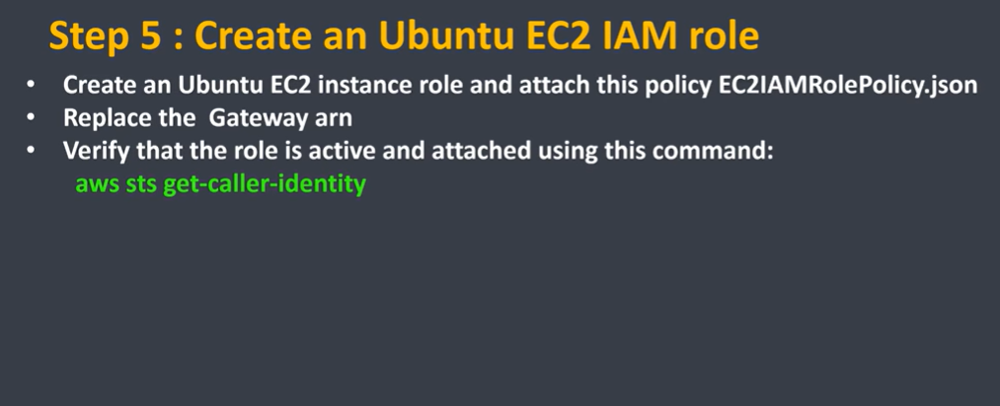 Step 5 : Create an Ubuntu EC2 IAM role
• Create an Ubuntu EC2 instance role and attach this policy EC2IAMRolePolicy.json
• Replace the  Gateway arn
• Verify that the role is active and attached using this command:
aws sts get-caller-identity